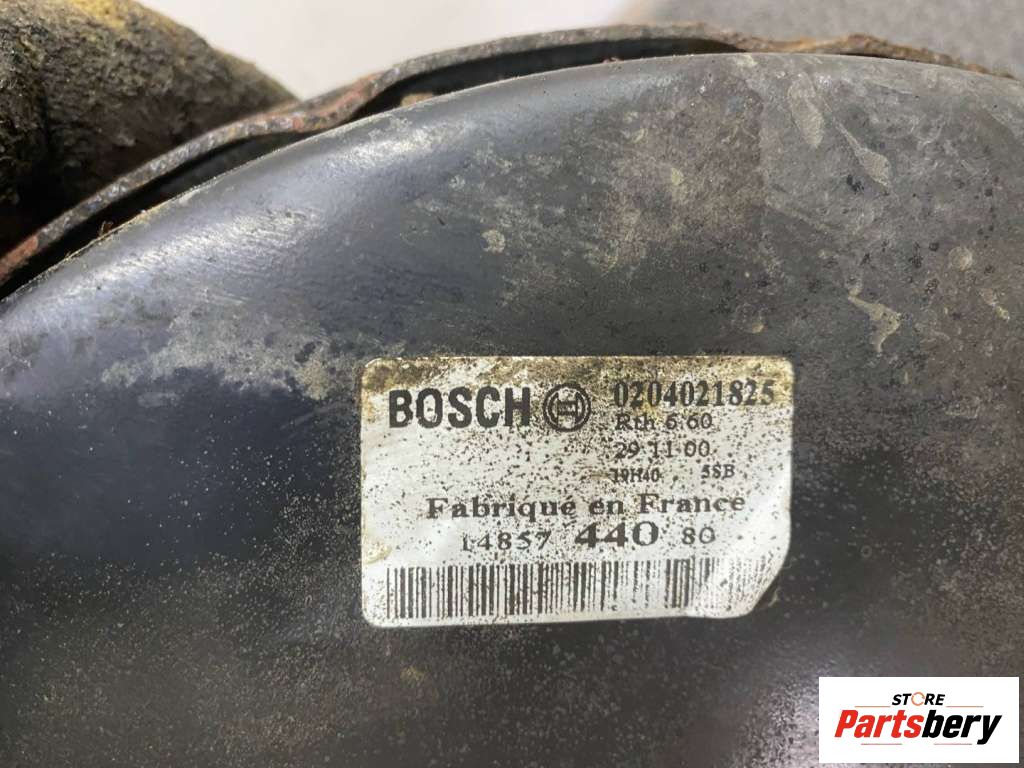 BOSCH 0204021825
Rth 6 60
29 11 00
19H40 5SB
Fabriqué en France
14857 440 80
STORE
Partsbery